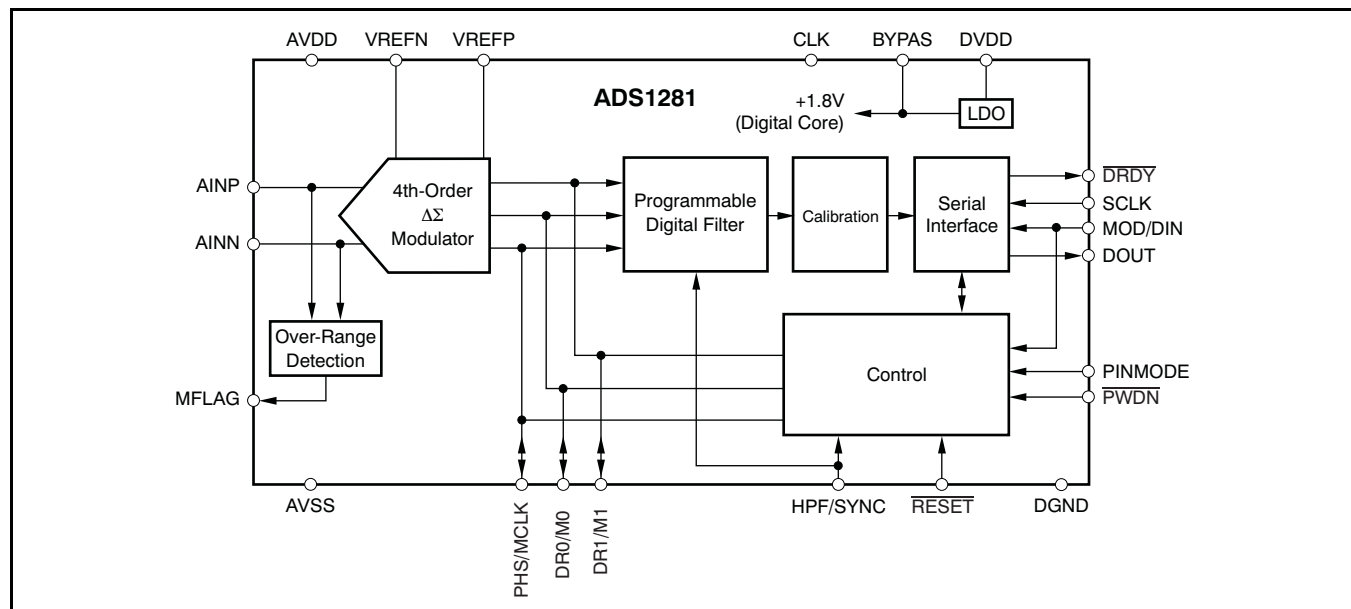 AVDD VREFN VREFP CLK BYPAS DVDD
ADS1281
+1.8V
(Digital Core)
LDO
AINP
AINN
4th-Order
ΔΣ
Modulator
Programmable
Digital Filter
Calibration
Serial
Interface
DRDY
SCLK
MOD/DIN
DOUT
Over-Range
Detection
MFLAG
Control
PINMODE
PWDN
AVSS
PHS/MCLK
DR0/M0
DR1/M1
HPF/SYNC
RESET
DGND